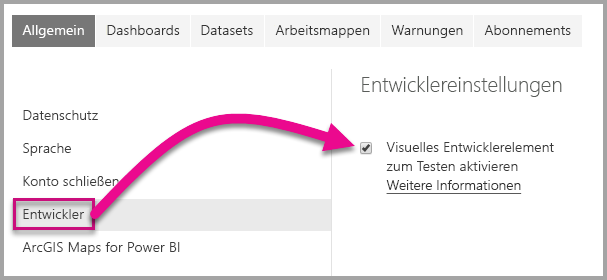 Allgemein Dashboards Datasets Arbeitsmappen Warnungen Abonnements
Datenschutz
Sprache
Konto schließen
Entwickler
ArcGIS Maps for Power BI
Entwicklereinstellungen
Visuelles Entwicklerelement
zum Testen aktivieren
Weitere Informationen